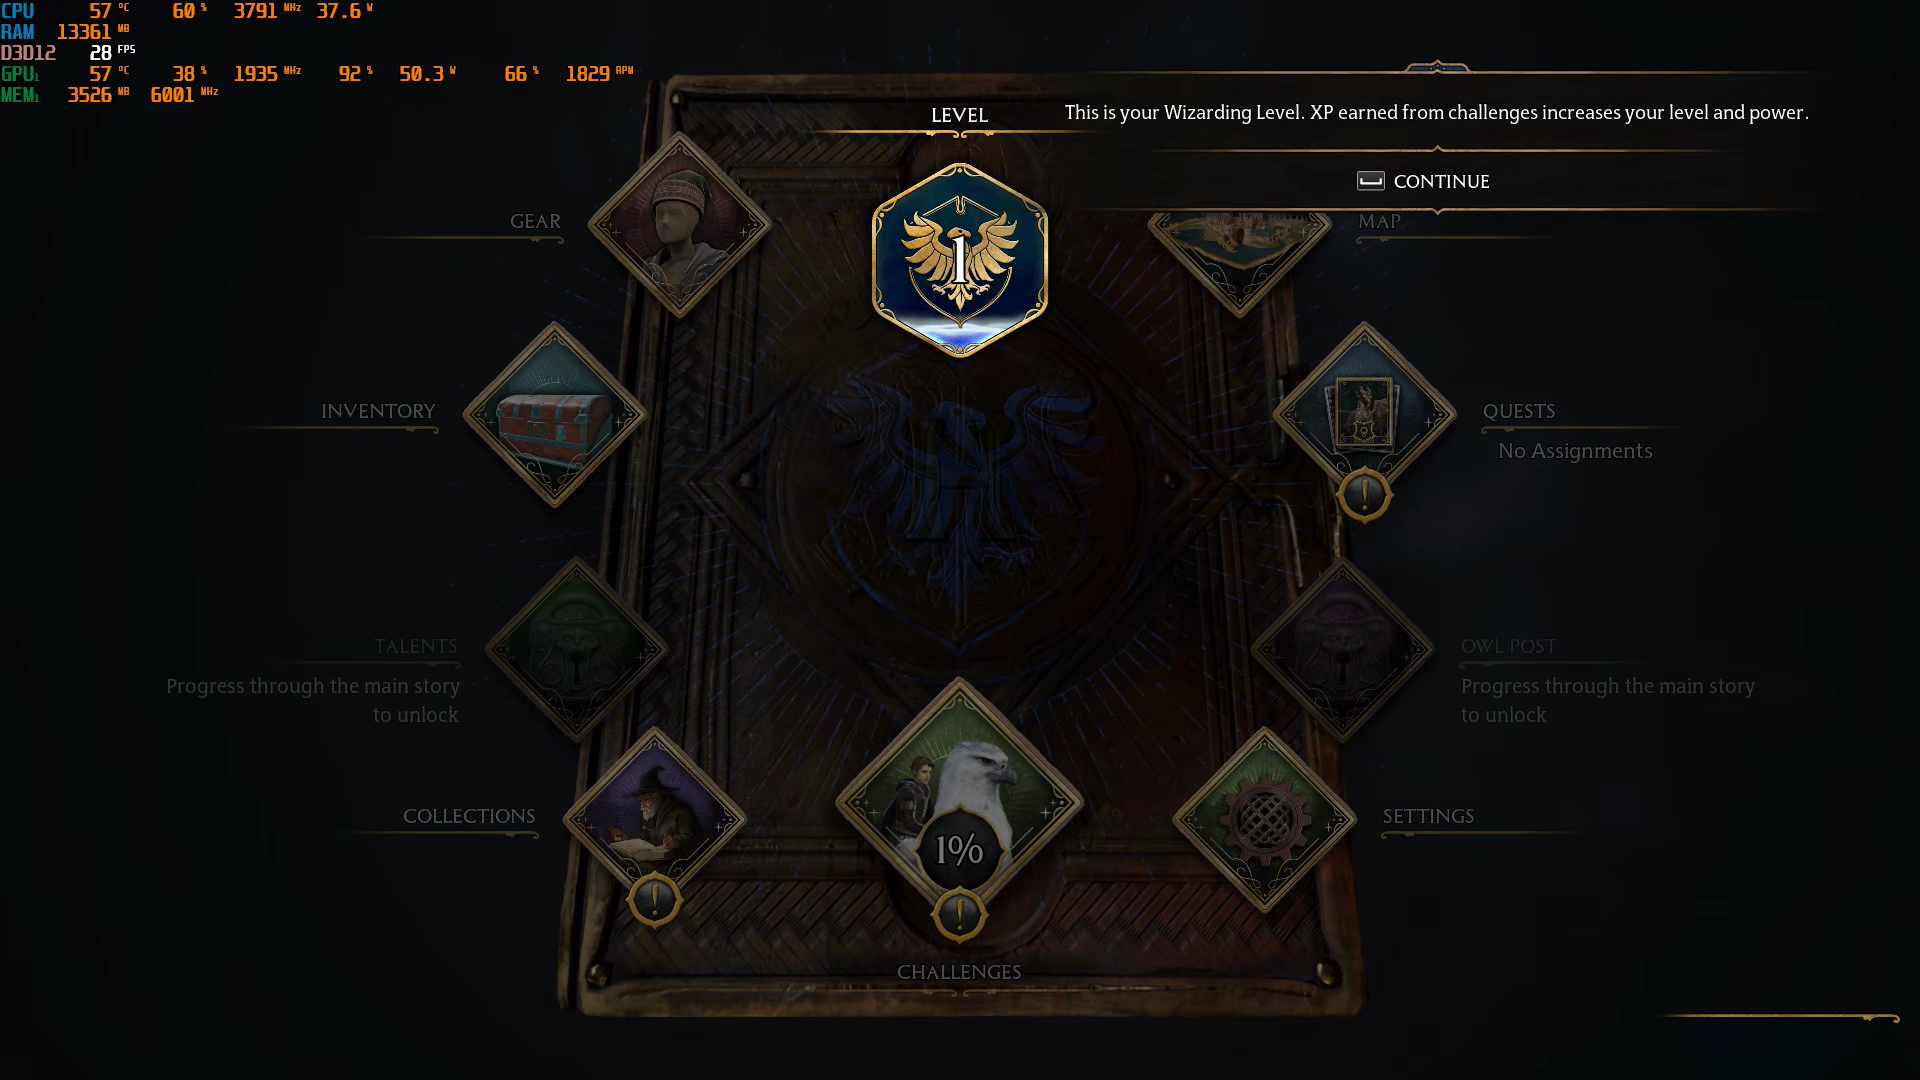 CPU 57 °C 60 % 3791 MHz 37.6 W
RAM 13361 MB
D3D12 28 FPS
GPU1 57 °C 38 % 1935 MHz 92 % 50.3 W 66 % 1829 RPM
MEM1 3526 MB 6001 MHz
LEVEL
1
This is your Wizarding Level. XP earned from challenges increases your level and power.
CONTINUE
GEAR
MAP
INVENTORY
QUESTS
No Assignments
TALENTS
Progress through the main story
to unlock
OWL POST
Progress through the main story
to unlock
COLLECTIONS
1%
SETTINGS
CHALLENGES